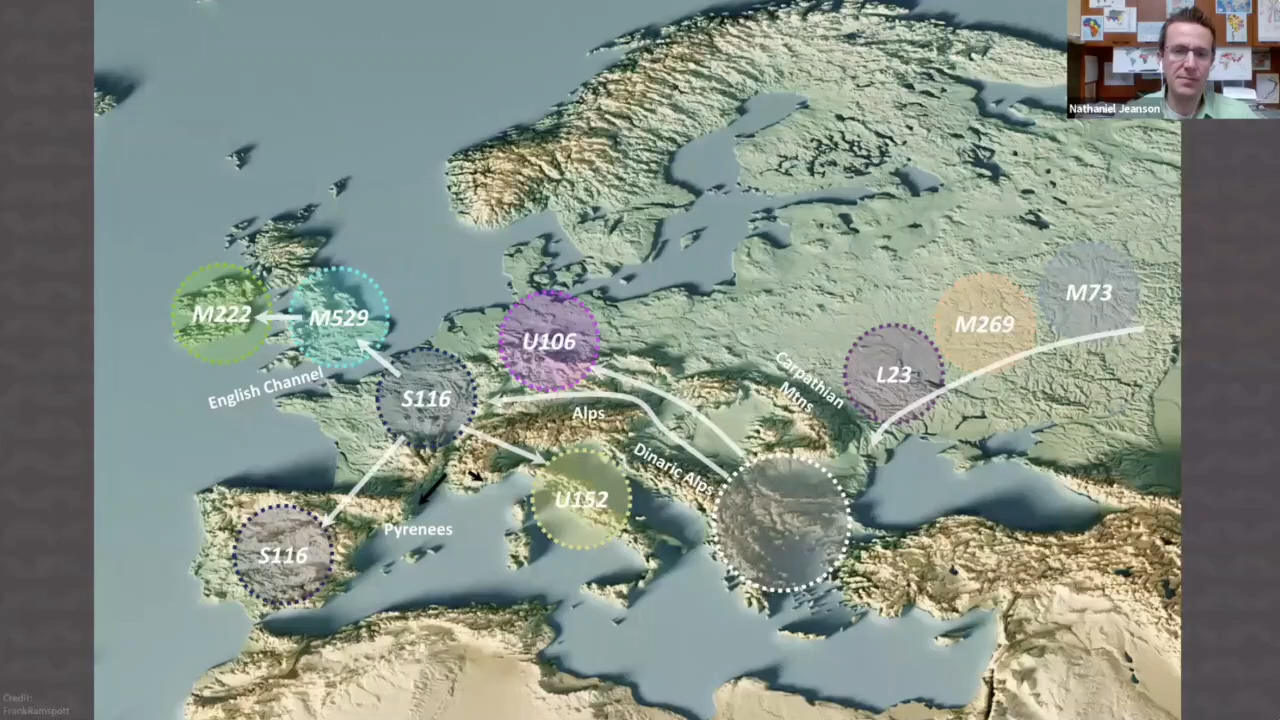 Nathaniel Jeanson
M73
M222
M529
M269
U106
L23
English Channel
S116
Carpathian
Mtns
Alps
Dinaric Alps
U152
Pyrenees
S116
Credit:
FrankRamspott